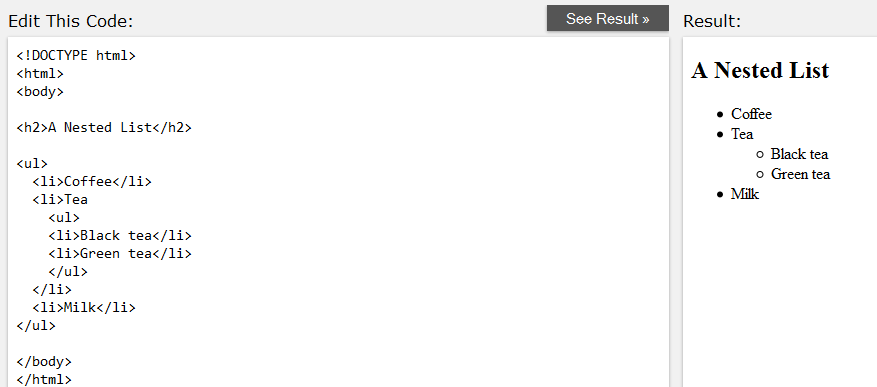 Edit This Code:
See Result »
<!DOCTYPE html>
<html>
<body>

<h2>A Nested List</h2>

<ul>
  <li>Coffee</li>
  <li>Tea
    <ul>
    <li>Black tea</li>
    <li>Green tea</li>
    </ul>
  </li>
  <li>Milk</li>
</ul>

</body>
</html>
Result:
A Nested List
Coffee
Tea
Black tea
Green tea
Milk